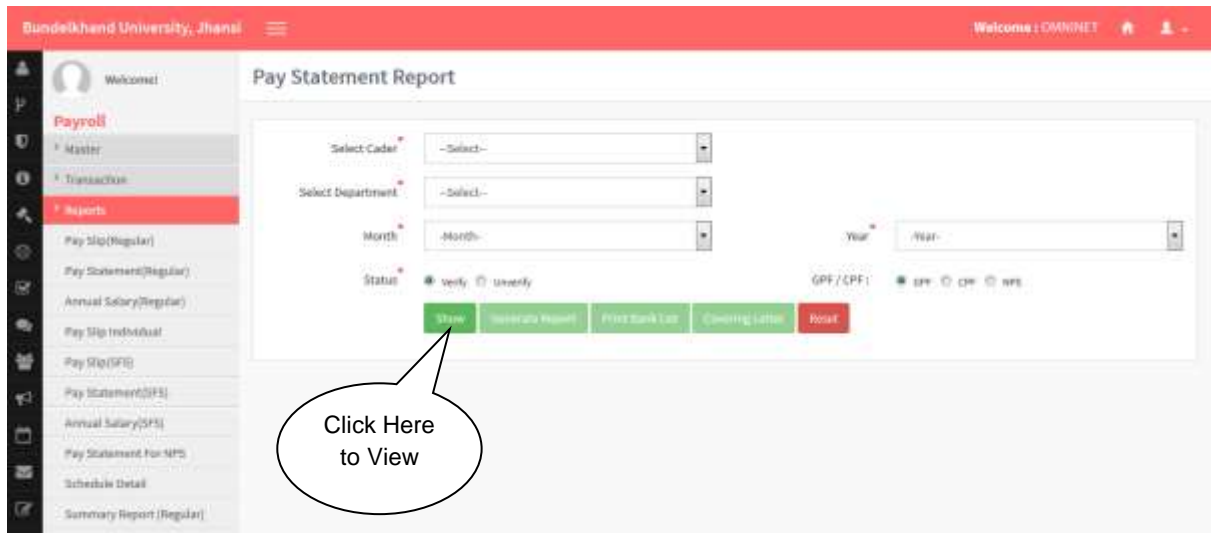 Bundelkhand University, Jhansi
Welcome : OMNINET
Welcome!
Pay Statement Report
Payroll
Master
Transaction
Reports
Pay Slip(Regular)
Pay Statement(Regular)
Annual Salary(Regular)
Pay Slip Individual
Pay Slip(SFS)
Pay Statement(SFS)
Annual Salary(SFS)
Pay Statement For NPS
Schedule Detail
Summary Report (Regular)
Select Cader* --Select--
Select Department* --Select--
Month* -Month- Year* -Year-
Status* Verify Unverify GPF / CPF : GPF CPF NPS
Show Generate Report Print Bank List Covering Letter Reset
Click Here
to View